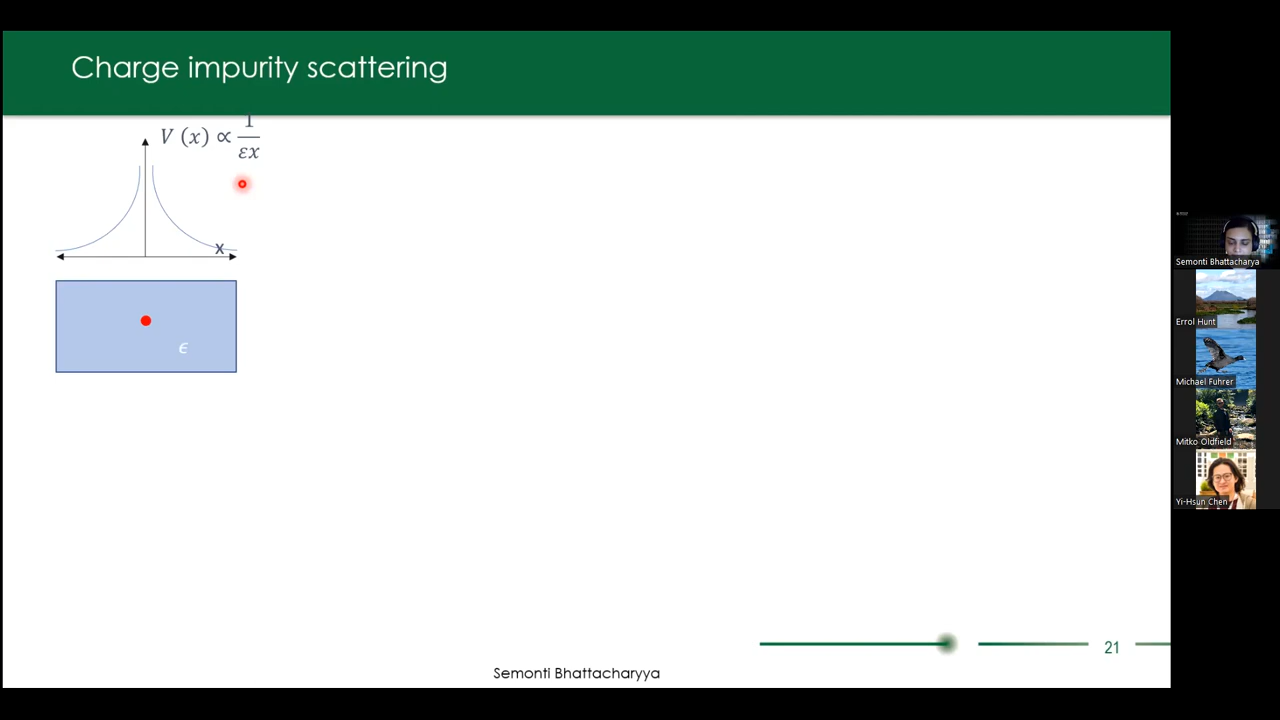 Charge impurity scattering
V (x) ∝ 1/εx
x
ϵ
21
Semonti Bhattacharyya
Semonti Bhattacharya
Errol Hunt
Michael Fuhrer
Mitko Oldfield
Yi-Hsun Chen